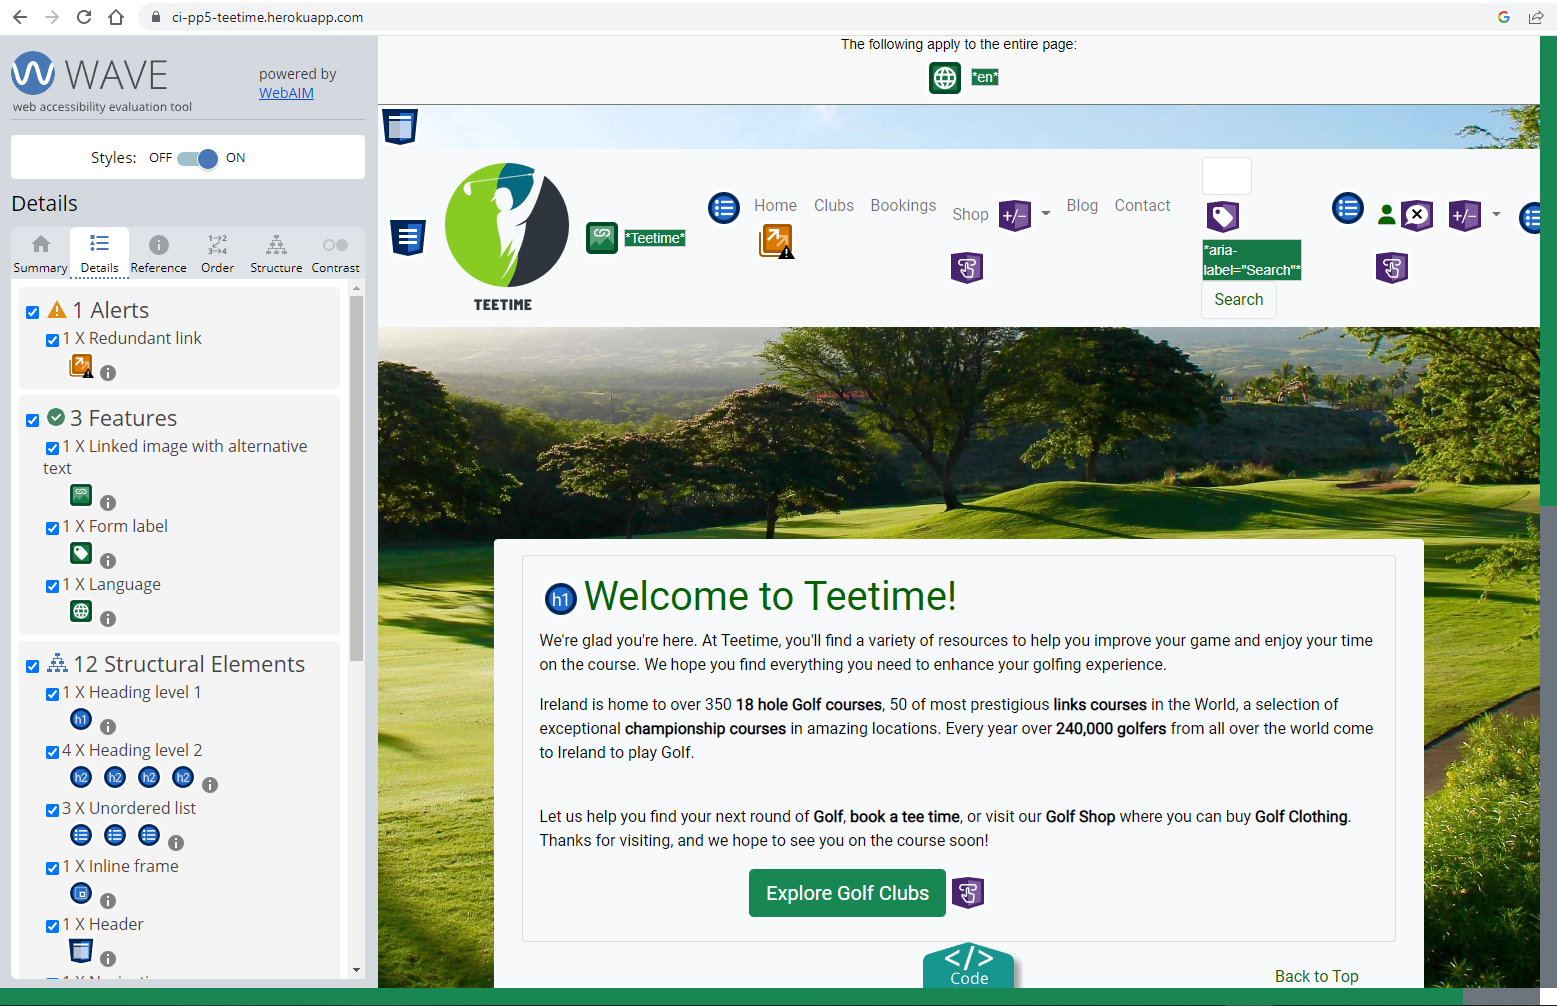 ci-pp5-teetime.herokuapp.com
WAVE
powered by
WebAIM
web accessibility evaluation tool
Styles: OFF ON
Details
Summary Details Reference Order Structure Contrast
1 Alerts
1 X Redundant link
3 Features
1 X Linked image with alternative
text
1 X Form label
1 X Language
12 Structural Elements
1 X Heading level 1
h1
4 X Heading level 2
h2 h2 h2 h2
3 X Unordered list
1 X Inline frame
1 X Header
The following apply to the entire page:
*en*
TEETIME
*Teetime*
Home Clubs Bookings Shop +/- Blog Contact
*aria-
label="Search"*
Search
+/-
h1 Welcome to Teetime!
We're glad you're here. At Teetime, you'll find a variety of resources to help you improve your game and enjoy your time
on the course. We hope you find everything you need to enhance your golfing experience.
Ireland is home to over 350 18 hole Golf courses, 50 of most prestigious links courses in the World, a selection of
exceptional championship courses in amazing locations. Every year over 240,000 golfers from all over the world come
to Ireland to play Golf.
Let us help you find your next round of Golf, book a tee time, or visit our Golf Shop where you can buy Golf Clothing.
Thanks for visiting, and we hope to see you on the course soon!
Explore Golf Clubs
</>
Code
Back to Top